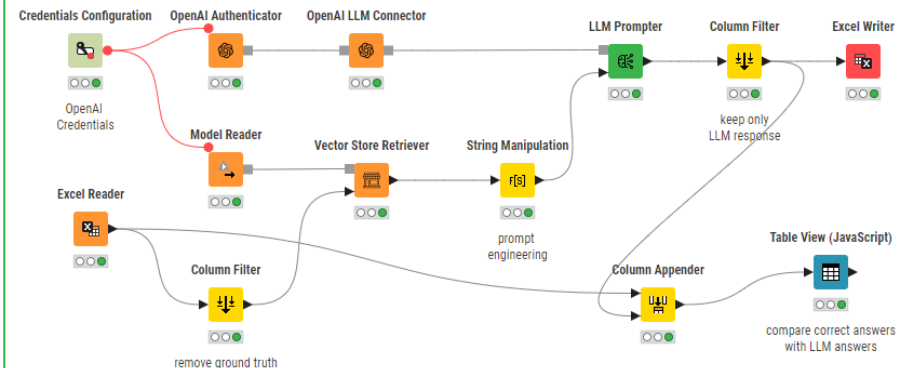 Credentials Configuration
OpenAI Authenticator
OpenAI LLM Connector
LLM Prompter
Column Filter
Excel Writer
OpenAI
Credentials
keep only
LLM response
Model Reader
Vector Store Retriever
String Manipulation
F[S]
Excel Reader
prompt
engineering
Table View (JavaScript)
Column Filter
Column Appender
compare correct answers
with LLM answers
remove ground truth